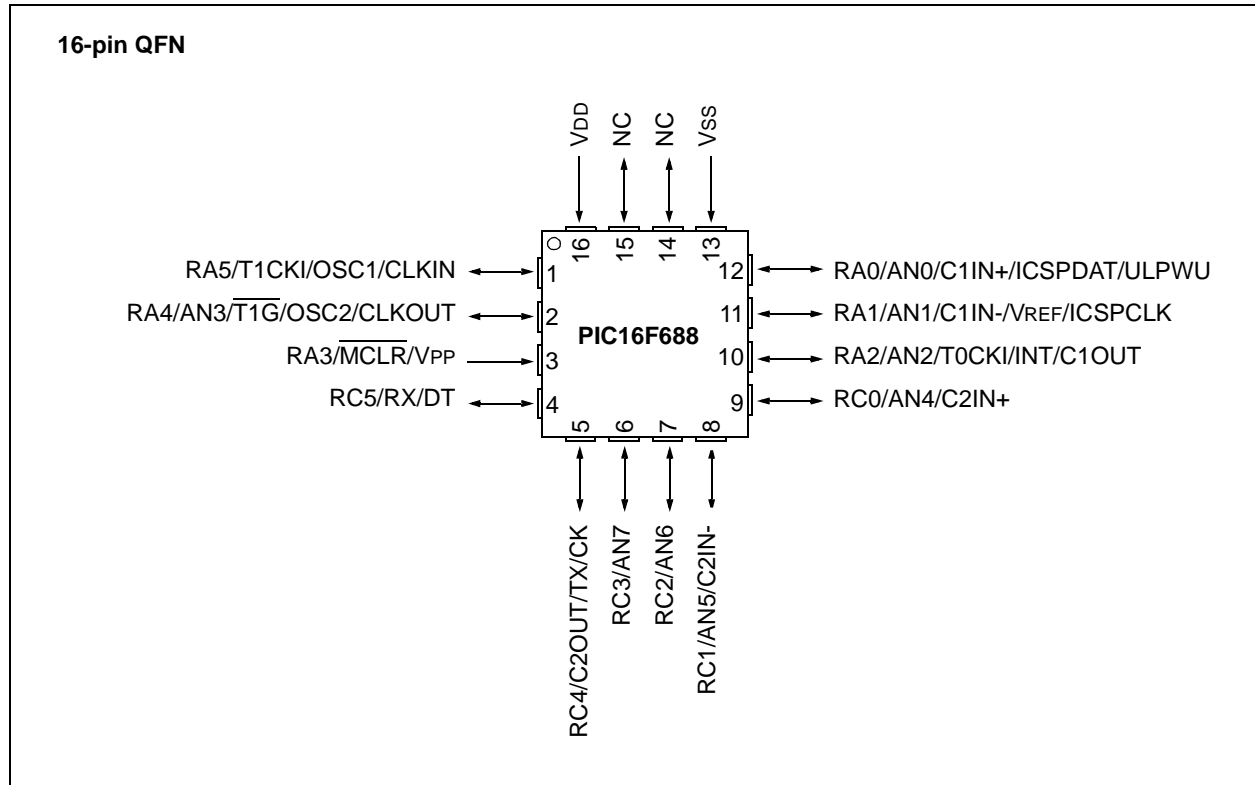 16-pin QFN
VDD
NC
NC
VSS
16
15
14
13
RA5/T1CKI/OSC1/CLKIN
1
12
RA0/AN0/C1IN+/ICSPDAT/ULPWU
RA4/AN3/T1G/OSC2/CLKOUT
2
11
RA1/AN1/C1IN-/VREF/ICSPCLK
PIC16F688
RA3/MCLR/VPP
3
10
RA2/AN2/T0CKI/INT/C1OUT
RC5/RX/DT
4
9
RC0/AN4/C2IN+
5
6
7
8
RC4/C2OUT/TX/CK
RC3/AN7
RC2/AN6
RC1/AN5/C2IN-